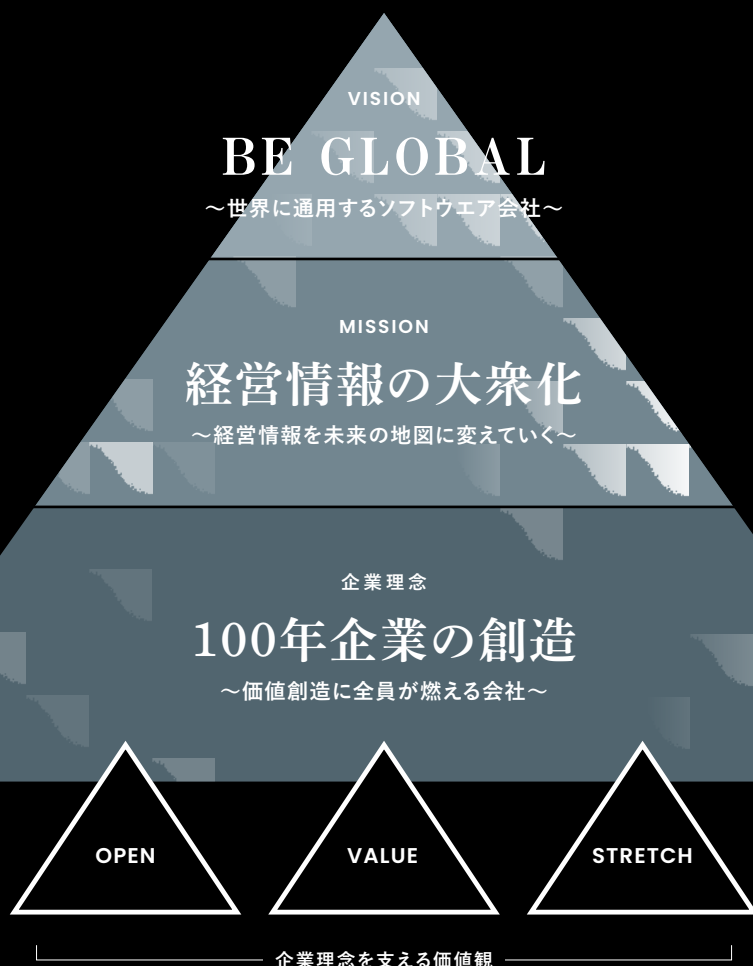 VISION
BE GLOBAL
～世界に通用するソフトウエア会社～
MISSION
経営情報の大衆化
～経営情報を未来の地図に変えていく～
企業理念
100年企業の創造
～価値創造に全員が燃える会社～
OPEN
VALUE
STRETCH
企業理念を支える価値観